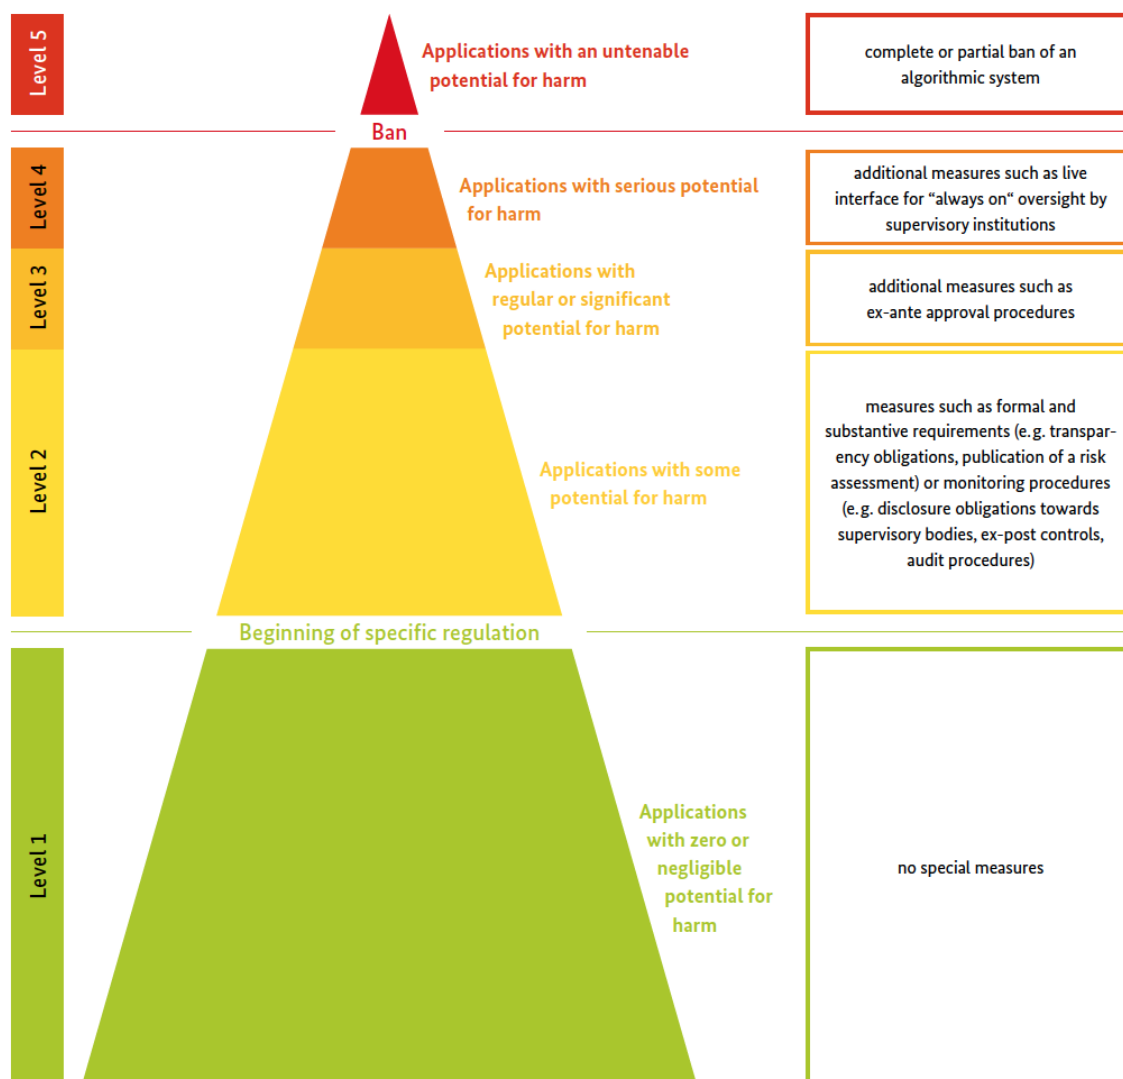 Level 5
Applications with an untenable
potential for harm
complete or partial ban of an
algorithmic system
Ban
Level 4
Applications with serious potential
for harm
additional measures such as live
interface for “always on“ oversight by
supervisory institutions
Level 3
Applications with
regular or significant
potential for harm
additional measures such as
ex-ante approval procedures
Level 2
Applications with some
potential for harm
measures such as formal and
substantive requirements (e. g. transpar-
ency obligations, publication of a risk
assessment) or monitoring procedures
(e. g. disclosure obligations towards
supervisory bodies, ex-post controls,
audit procedures)
Beginning of specific regulation
Level 1
Applications
with zero or
negligible
potential for
harm
no special measures